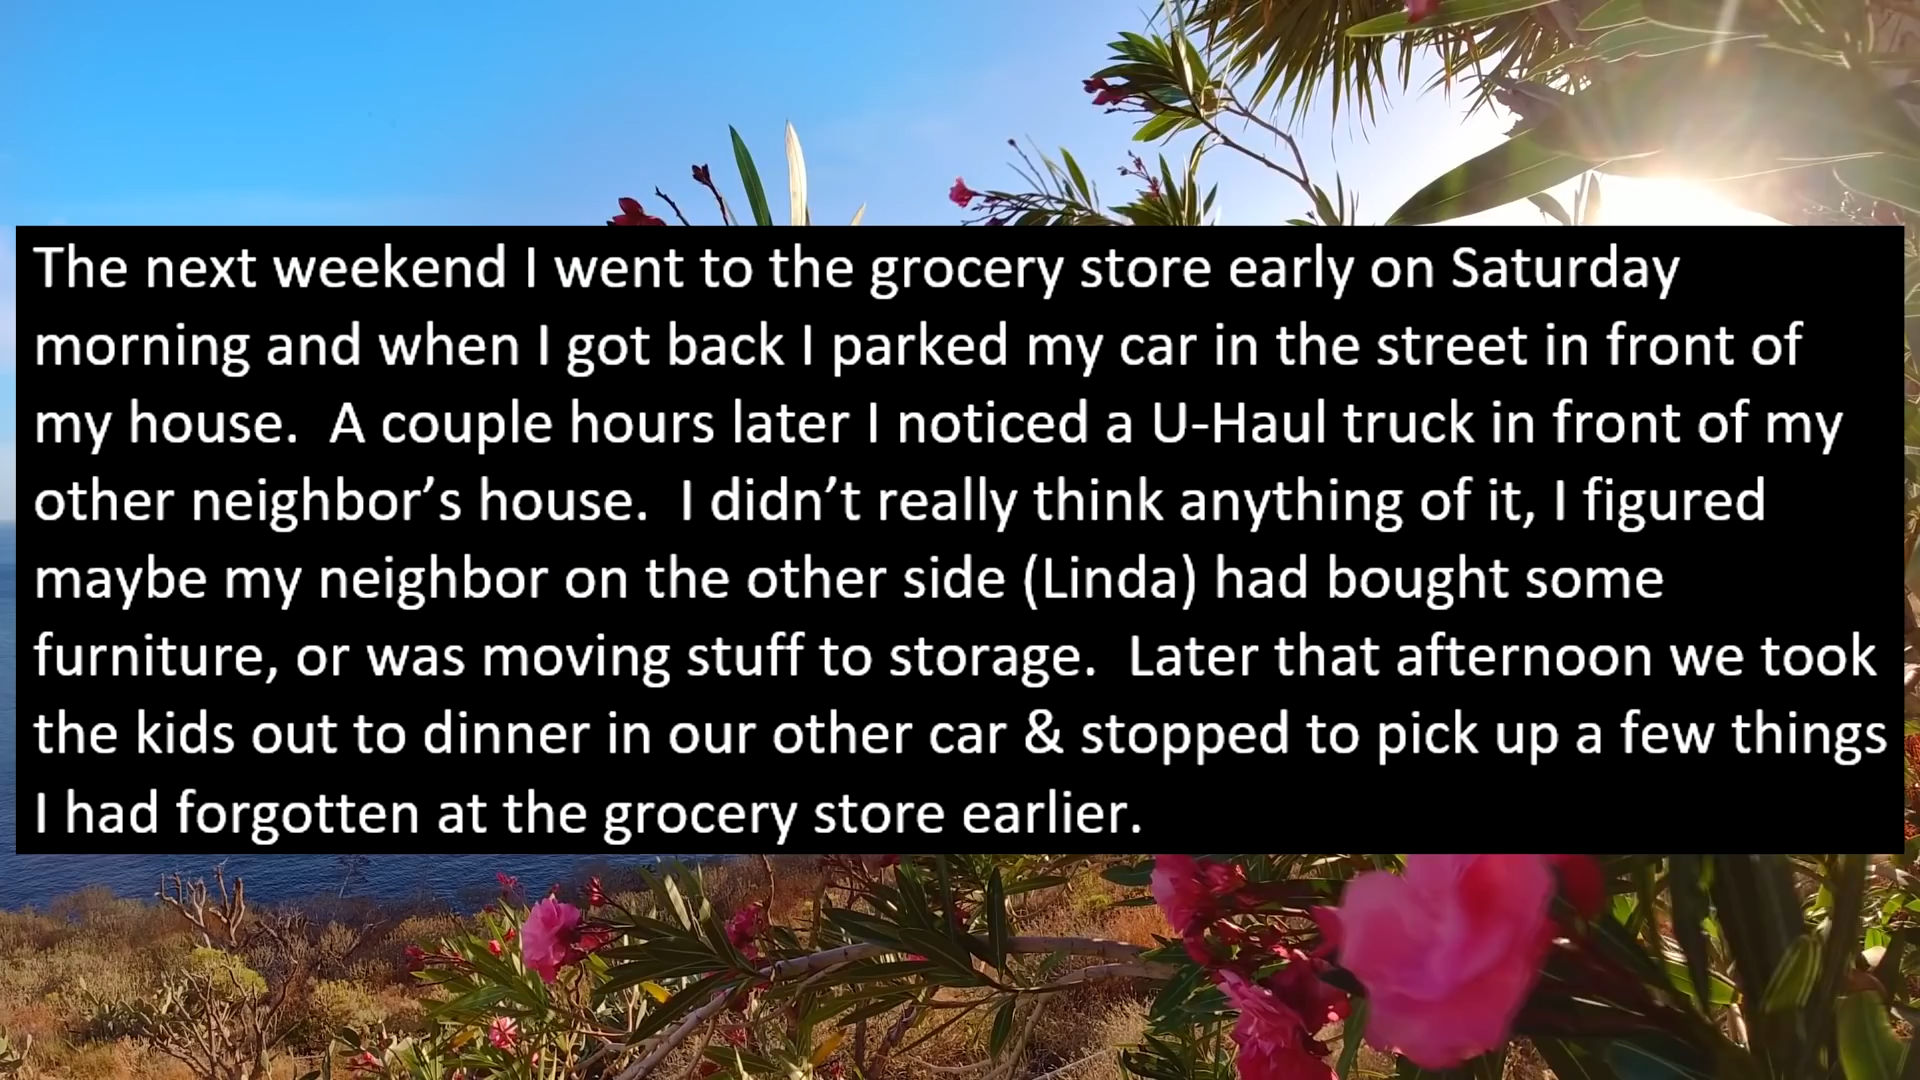 The next weekend I went to the grocery store early on Saturday
morning and when I got back I parked my car in the street in front of
my house.  A couple hours later I noticed a U-Haul truck in front of my
other neighbor’s house.  I didn’t really think anything of it, I figured
maybe my neighbor on the other side (Linda) had bought some
furniture, or was moving stuff to storage.  Later that afternoon we took
the kids out to dinner in our other car & stopped to pick up a few things
I had forgotten at the grocery store earlier.